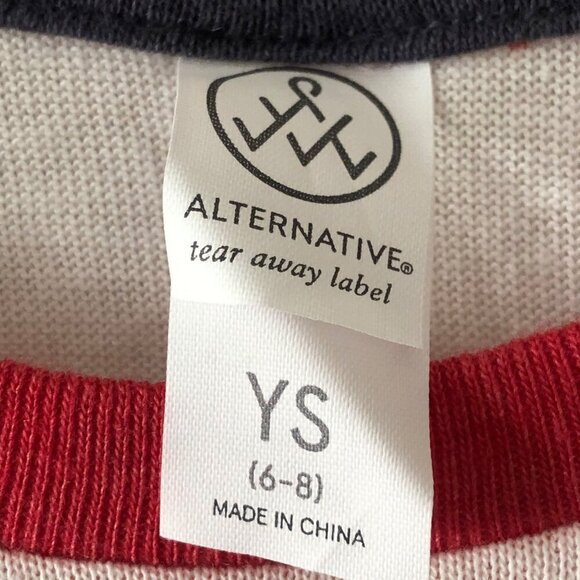 ALTERNATIVE®
tear away label
YS
(6-8)
MADE IN CHINA